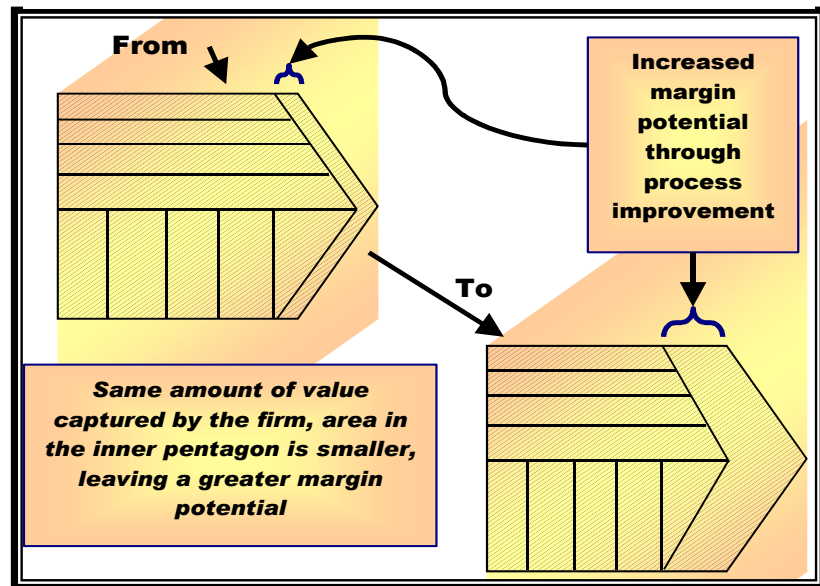 From
Increased
margin
potential
through
process
improvement
To
Same amount of value
captured by the firm, area in
the inner pentagon is smaller,
leaving a greater margin
potential